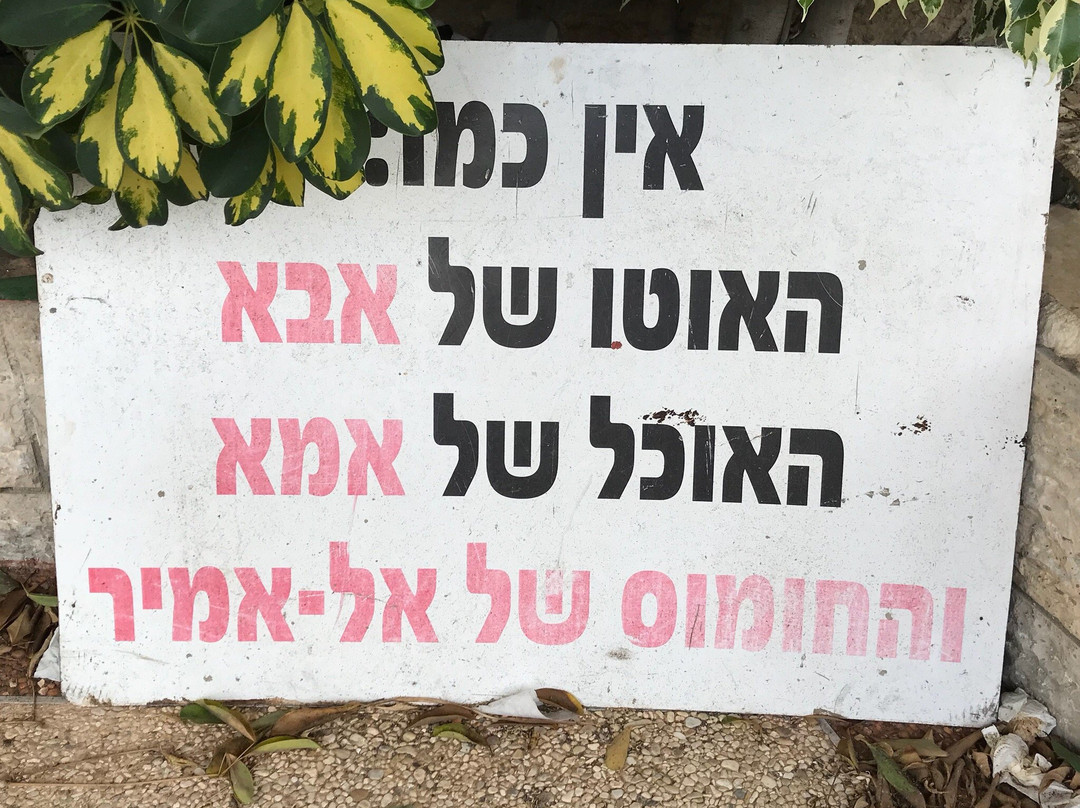 אין כמו:
האוטו של אבא
האוכל של אמא
והחומוס של אל-אמיר